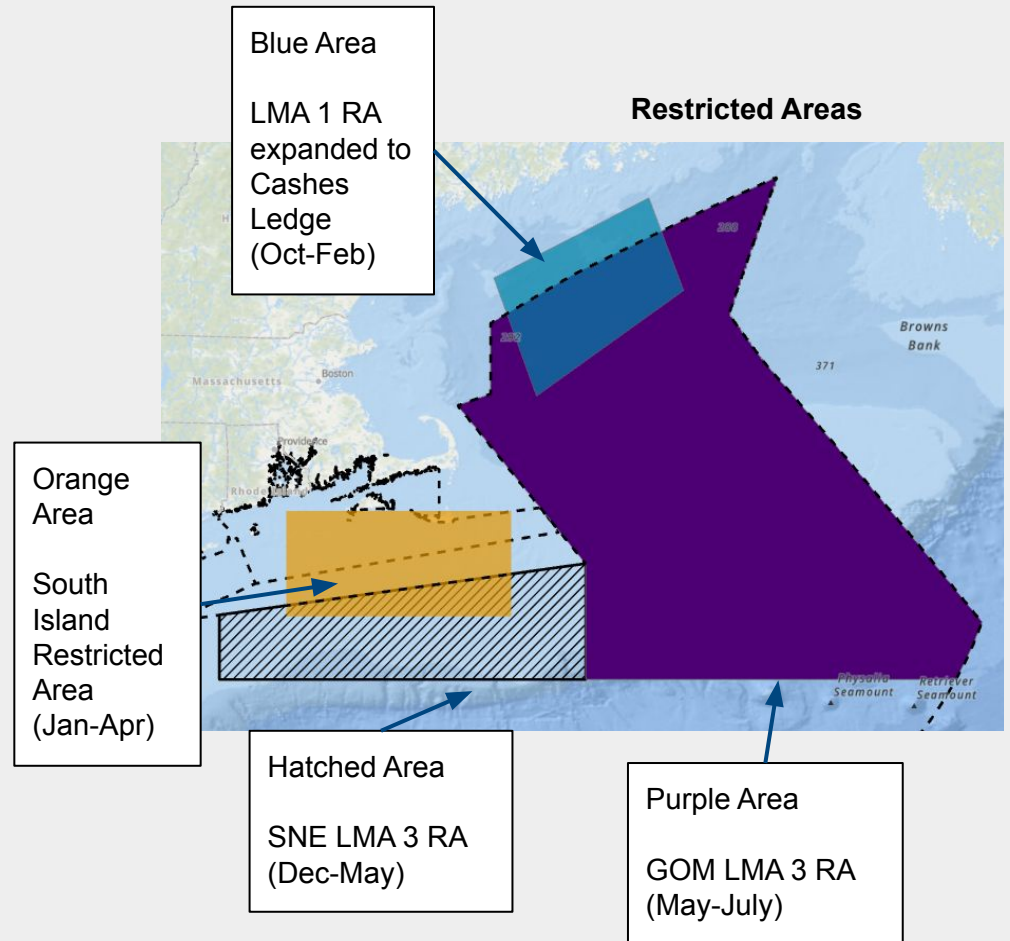 Blue Area
LMA 1 RA
expanded to
Cashes
Ledge
(Oct-Feb)
Restricted Areas
200
Browns
Bank
371
Massachusetts
Boston
Providence
Orange
Area
South
Island
Restricted
Area
(Jan-Apr)
Physalia
Seamount
Retriever
Seamount
Hatched Area
SNE LMA 3 RA
(Dec-May)
Purple Area
GOM LMA 3 RA
(May-July)